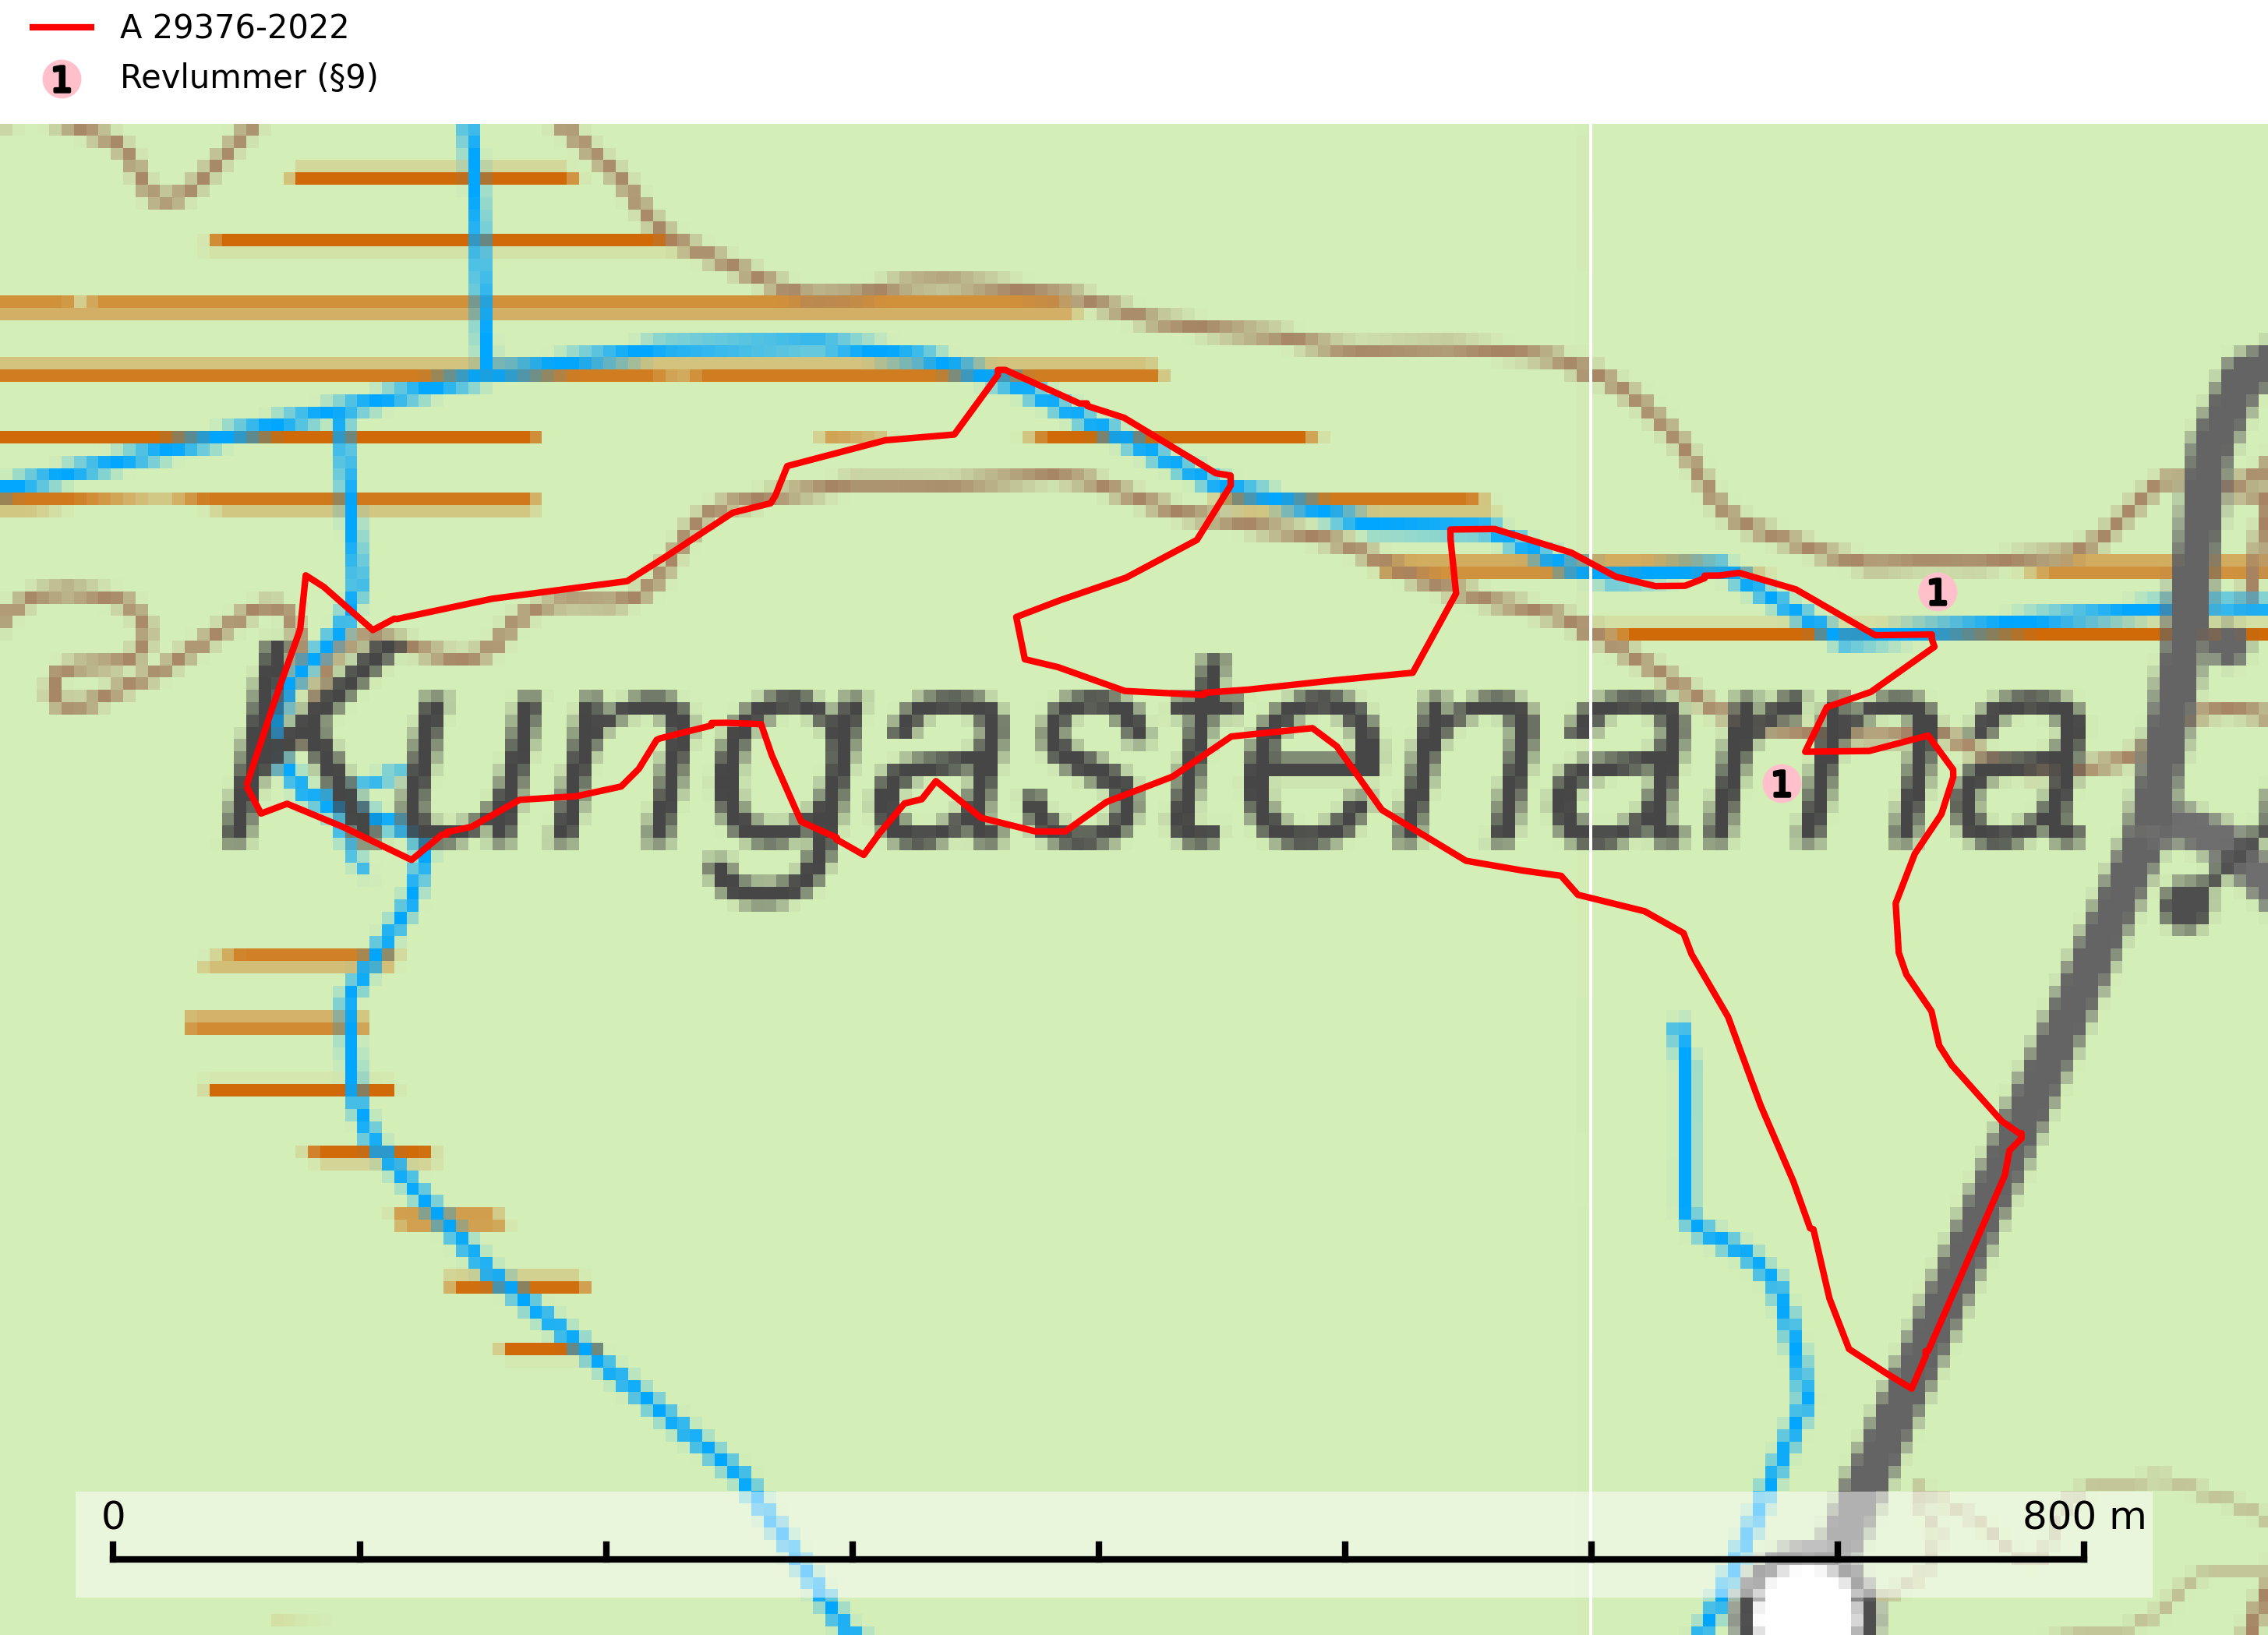 A 29376-2022
1 Revlummer (§9)
1
Kungastenarna
1
0 800 m